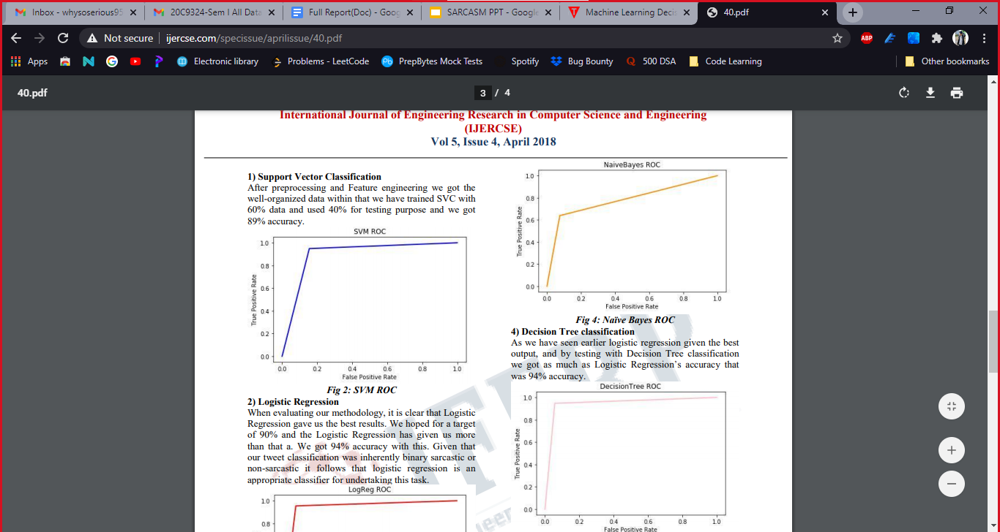 Inbox - whysoserious95
20C9324-Sem I All Data
Full Report(Doc) - Goog
SARCASM PPT - Google
Machine Learning Decis
40.pdf
Not secure
ijercse.com/specissue/aprilissue/40.pdf
ABP
Apps
Electronic library
Problems - LeetCode
Pb
PrepBytes Mock Tests
Spotify
Bug Bounty
500 DSA
Code Learning
Other bookmarks
40.pdf
3 / 4
International Journal of Engineering Research in Computer Science and Engineering
(IJERCSE)
Vol 5, Issue 4, April 2018
1) Support Vector Classification
After preprocessing and Feature engineering we got the
well-organized data within that we have trained SVC with
60% data and used 40% for testing purpose and we got
89% accuracy.
SVM ROC
1.0
0.8
0.6
0.4
0.2
0.0
True Positive Rate
0.0 0.2 0.4 0.6 0.8 1.0
False Positive Rate
Fig 2: SVM ROC
2) Logistic Regression
When evaluating our methodology, it is clear that Logistic
Regression gave us the best results. We hoped for a target
of 90% and the Logistic Regression has given us more
than that a. We got 94% accuracy with this. Given that
our tweet classification was inherently binary sarcastic or
non-sarcastic it follows that logistic regression is an
appropriate classifier for undertaking this task.
LogReg ROC
1.0
0.8
NaiveBayes ROC
1.0
0.8
0.6
0.4
0.2
0.0
True Positive Rate
0.0 0.2 0.4 0.6 0.8 1.0
False Positive Rate
Fig 4: Naïve Bayes ROC
4) Decision Tree classification
As we have seen earlier logistic regression given the best
output, and by testing with Decision Tree classification
we got as much as Logistic Regression's accuracy that
was 94% accuracy.
DecisionTree ROC
1.0
0.8
0.6
0.4
0.2
0.0
True Positive Rate
0.0 0.2 0.4 0.6 0.8 1.0
False Positive Rate